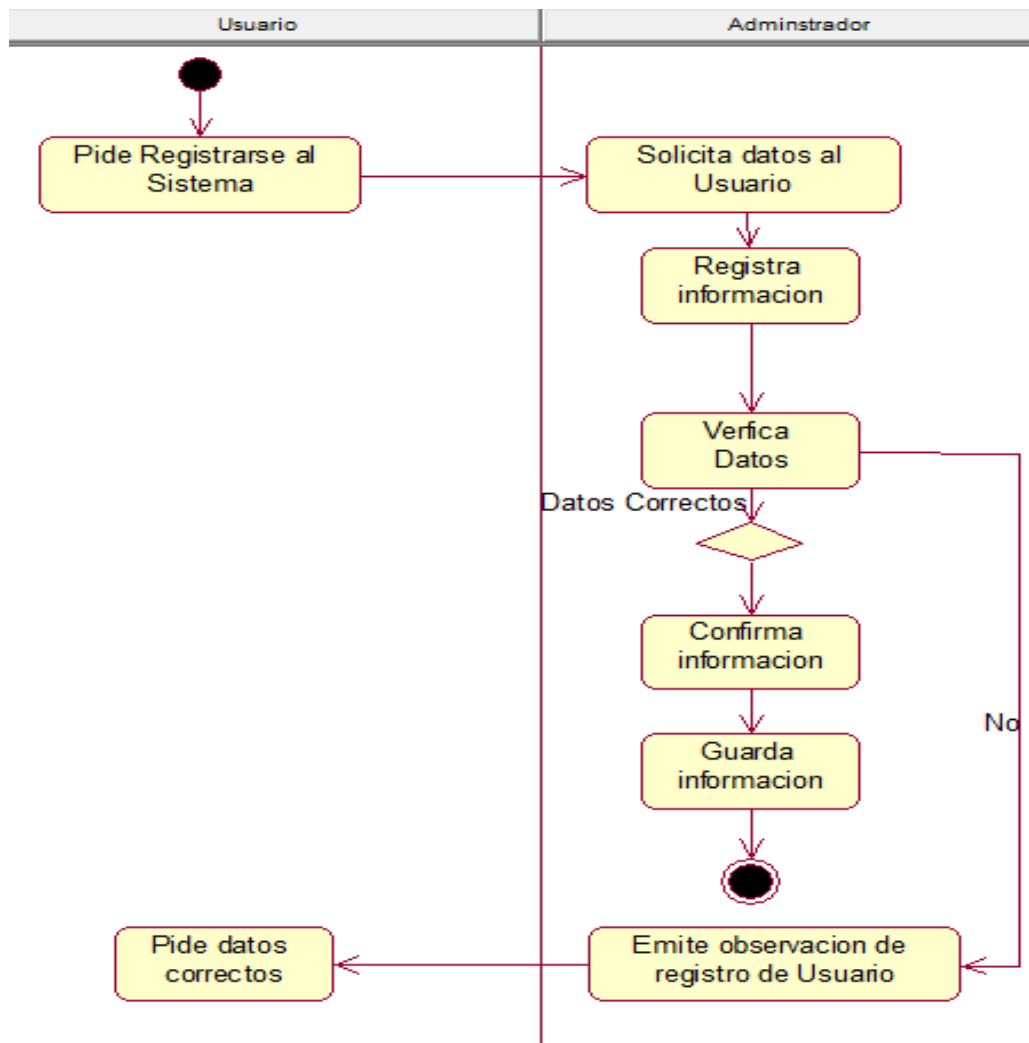 Usuario
Adminstrador
Pide Registrarse al
Sistema
Solicita datos al
Usuario
Registra
informacion
Verfica
Datos
Datos Correctos
Confirma
informacion
No
Guarda
informacion
Pide datos
correctos
Emite observacion de
registro de Usuario